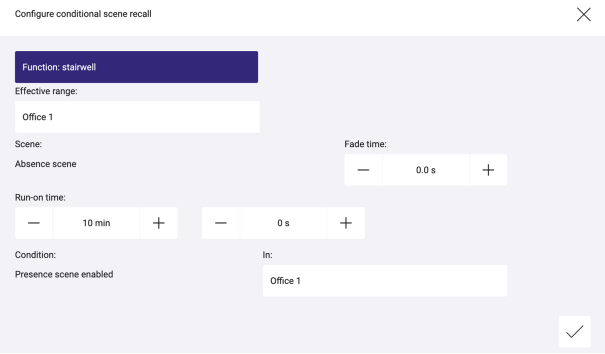 Configure conditional scene recall
Function: stairwell
Effective range:
Office 1
Scene:
Fade time:
Absence scene
0.0 s
Run-on time:
10 min
0 s
Condition:
In:
Presence scene enabled
Office 1